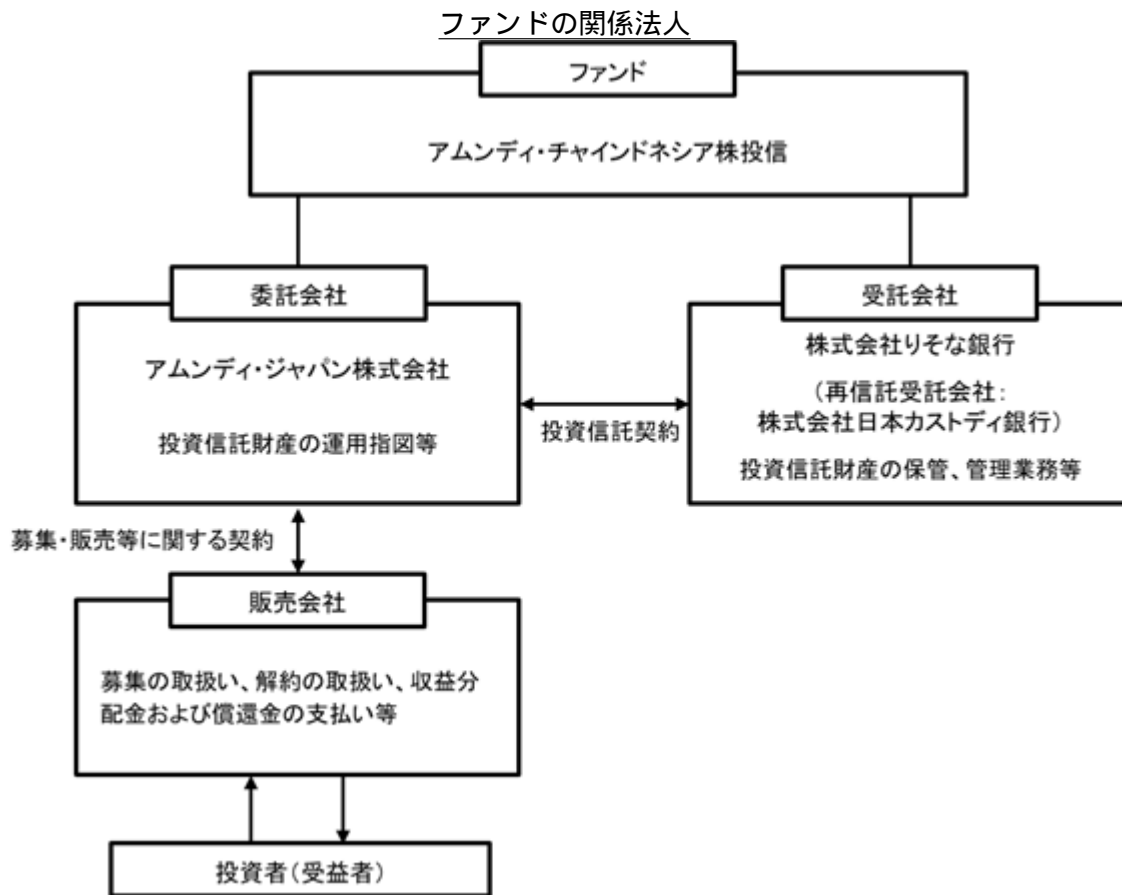 ファンドの関係法人
ファンド
アムンディ・チャインドネシア株投信
委託会社
アムンディ・ジャパン株式会社
投資信託財産の運用指図等
投資信託契約
受託会社
株式会社りそな銀行
（再信託受託会社：
株式会社日本カストディ銀行）
投資信託財産の保管、管理業務等
募集・販売等に関する契約
販売会社
募集の取扱い、解約の取扱い、収益分
配金および償還金の支払い等
投資者（受益者）